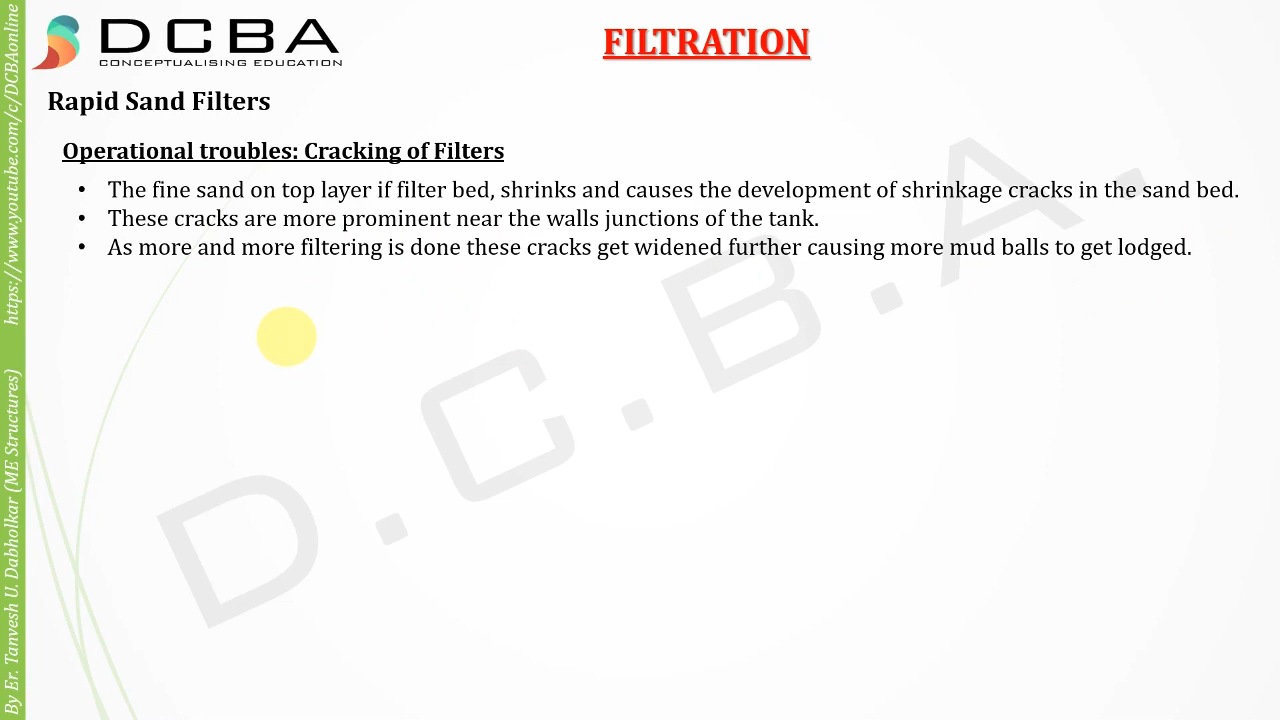 DCBA
CONCEPTUALISING EDUCATION
FILTRATION
Rapid Sand Filters
Operational troubles: Cracking of Filters
• The fine sand on top layer if filter bed, shrinks and causes the development of shrinkage cracks in the sand bed.
• These cracks are more prominent near the walls junctions of the tank.
• As more and more filtering is done these cracks get widened further causing more mud balls to get lodged.
D.C.B.A.
By Er. Tanvesh U. Dabholkar (ME Structures) https://www.youtube.com/c/DCBAonline